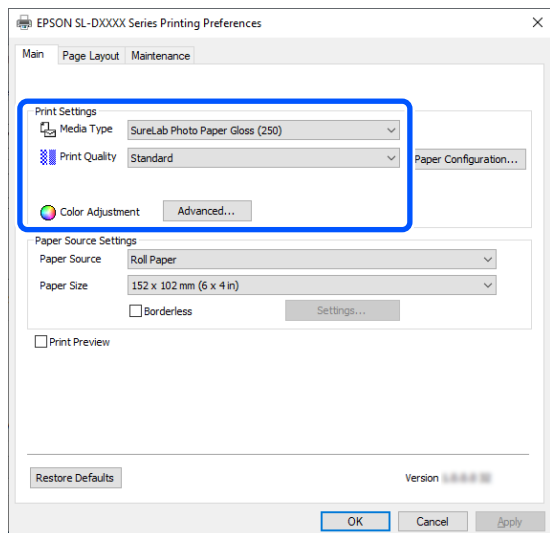 EPSON SL-DXXXX Series Printing Preferences
Main Page Layout Maintenance
Print Settings
Media Type SureLab Photo Paper Gloss (250)
Print Quality Standard Paper Configuration...
Color Adjustment Advanced...
Paper Source Settings
Paper Source Roll Paper
Paper Size 152 x 102 mm (6 x 4 in)
Borderless Settings...
Print Preview
Restore Defaults Version
OK Cancel Apply